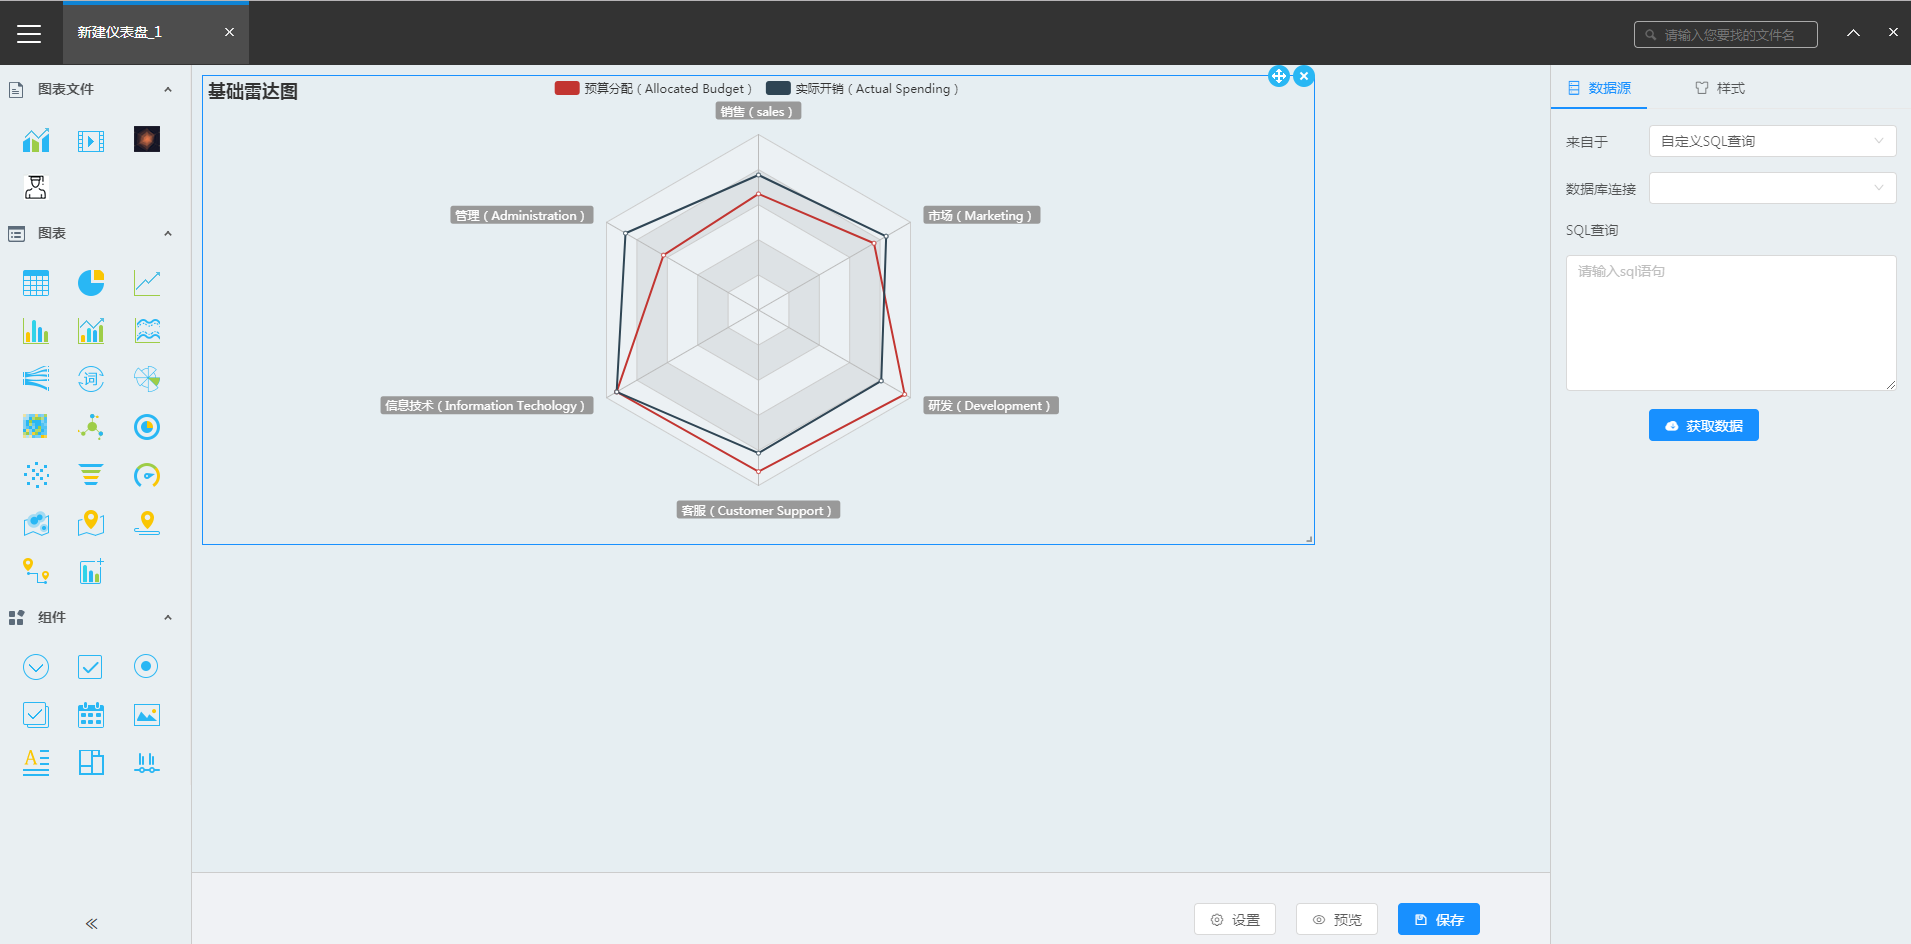 新建仪表盘_1
请输入您要找的文件名
图表文件
图表
词
组件
A
基础雷达图
预算分配（Allocated Budget）
实际开销（Actual Spending）
销售（sales）
管理（Administration）
市场（Marketing）
信息技术（Information Techology）
研发（Development）
客服（Customer Support）
数据源
样式
来自于
自定义SQL查询
数据库连接
SQL查询
请输入sql语句
获取数据
设置
预览
保存